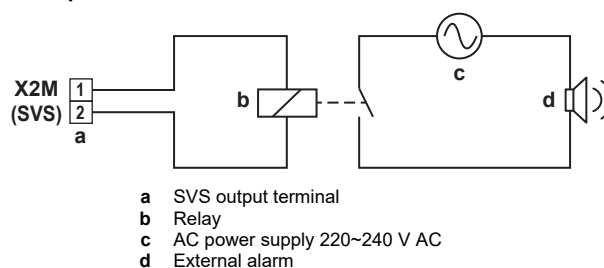 X2M
(SVS)
1
2
a
b
c
d
a SVS output terminal
b Relay
c AC power supply 220~240 V AC
d External alarm